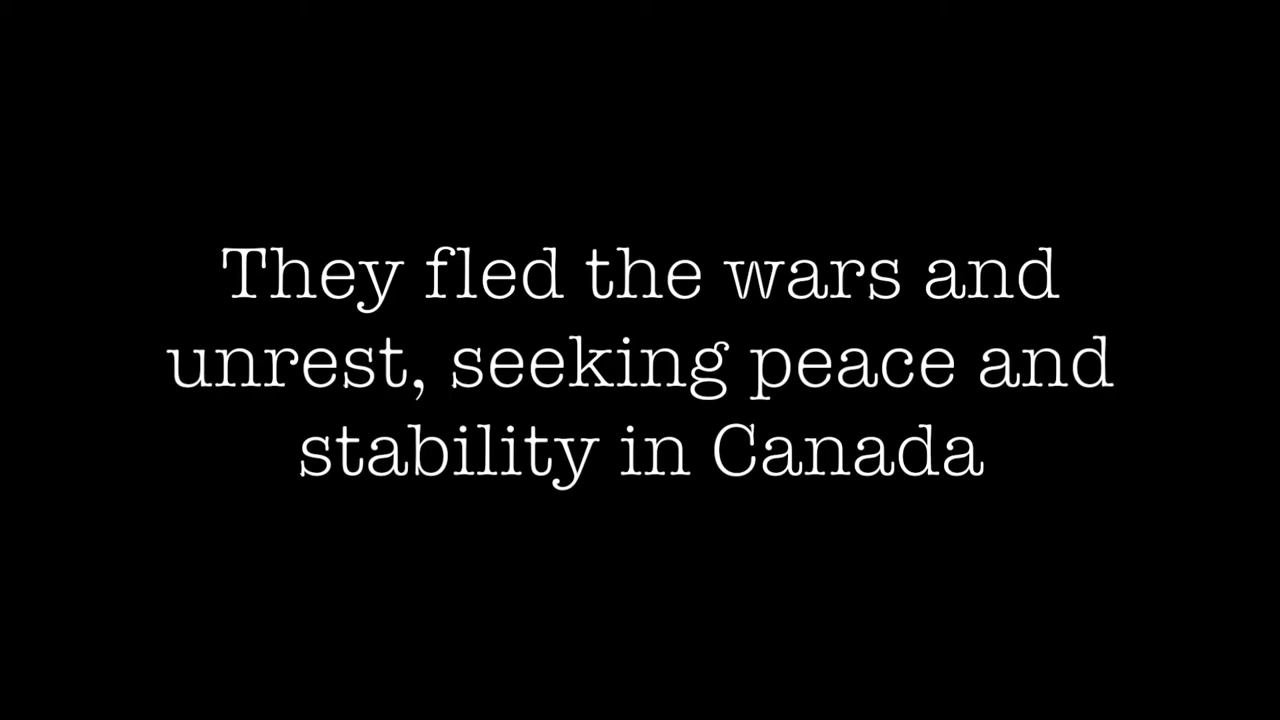 They fled the wars and
unrest, seeking peace and
stability in Canada